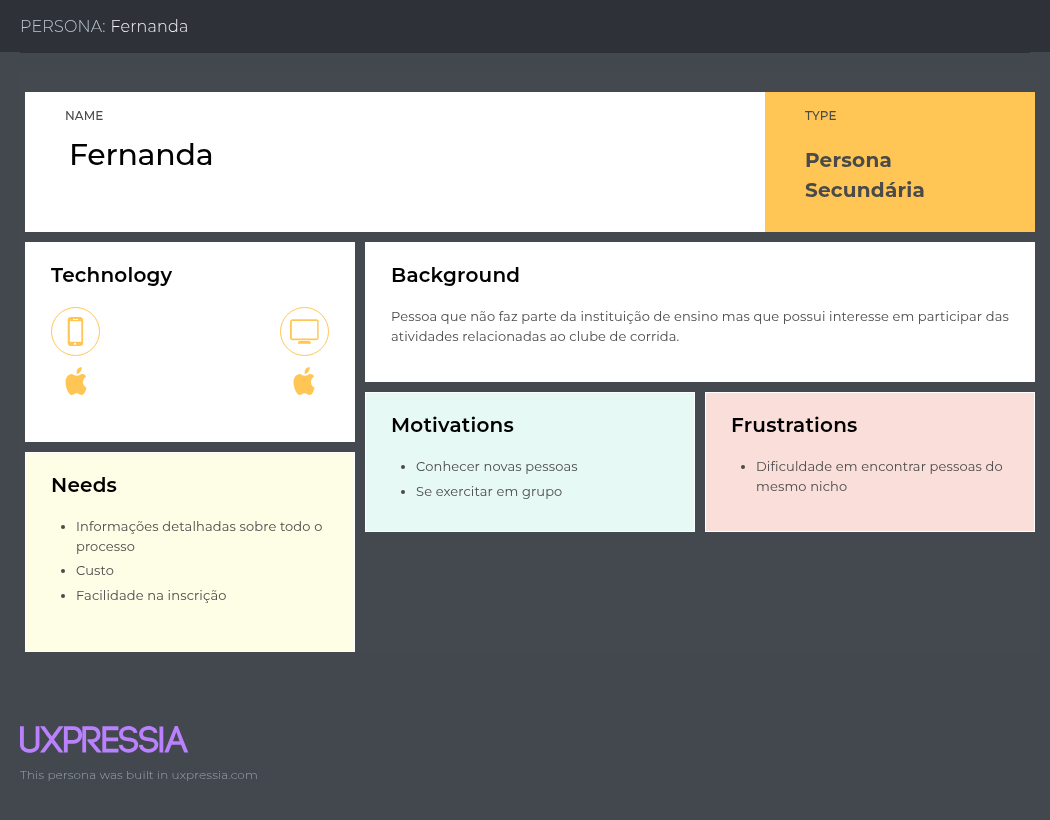 PERSONA: Fernanda
NAME
Fernanda
TYPE
Persona
Secundária
Technology
Background
Pessoa que não faz parte da instituição de ensino mas que possui interesse em participar das
atividades relacionadas ao clube de corrida.
Motivations
Conhecer novas pessoas
Se exercitar em grupo
Frustrations
Dificuldade em encontrar pessoas do
mesmo nicho
Needs
Informações detalhadas sobre todo o
processo
Custo
Facilidade na inscrição
UXPRESSIA
This persona was built in uxpressia.com